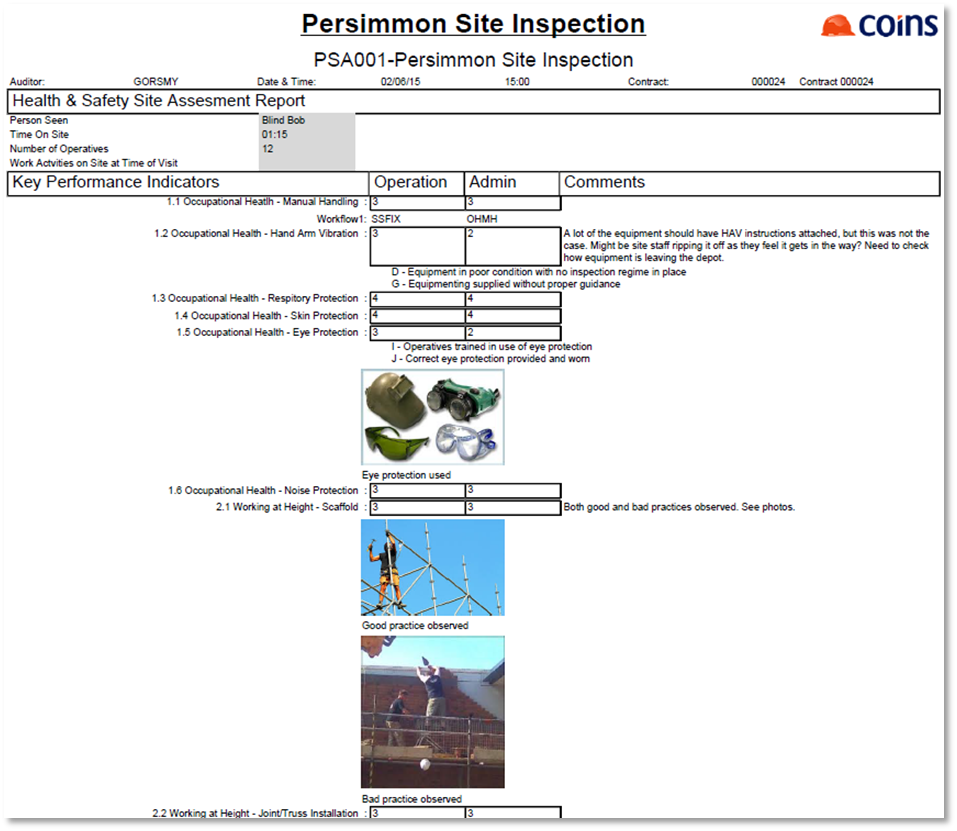 Persimmon Site Inspection
coins
PSA001-Persimmon Site Inspection
Auditor: GORSMY Date & Time: 02/06/15 15:00 Contract: 000024 Contract 000024
Health & Safety Site Assesment Report
Person Seen Blind Bob
Time On Site 01:15
Number of Operatives 12
Work Actvities on Site at Time of Visit
Key Performance Indicators Operation Admin Comments
1.1 Occupational Heatlh - Manual Handling : 3 3
Workflow1: SSFIX OHMH
1.2 Occupational Health - Hand Arm Vibration : 3 2 A lot of the equipment should have HAV instructions attached, but this was not the
case. Might be site staff ripping it off as they feel it gets in the way? Need to check
how equipment is leaving the depot.
D - Equipment in poor condition with no inspection regime in place
G - Equipmenting supplied without proper guidance
1.3 Occupational Health - Respitory Protection : 4 4
1.4 Occupational Health - Skin Protection : 4 4
1.5 Occupational Health - Eye Protection : 3 2
I - Operatives trained in use of eye protection
J - Correct eye protection provided and worn
Eye protection used
1.6 Occupational Health - Noise Protection : 3 3
2.1 Working at Height - Scaffold : 3 3 Both good and bad practices observed. See photos.
Good practice observed
Bad practice observed
2.2 Working at Height - Joint/Truss Installation : 3 3